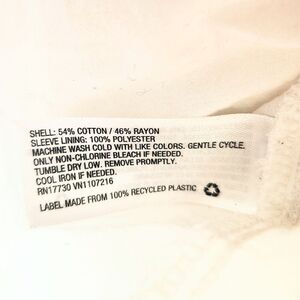 SHELL: 54% COTTON / 46% RAYON
SLEEVE LINING: 100% POLYESTER
MACHINE WASH COLD WITH LIKE COLORS. GENTLE CYCLE.
ONLY NON-CHLORINE BLEACH IF NEEDED.
TUMBLE DRY LOW. REMOVE PROMPTLY.
COOL IRON IF NEEDED.
RN17730 VN1107216
LABEL MADE FROM 100% RECYCLED PLASTIC